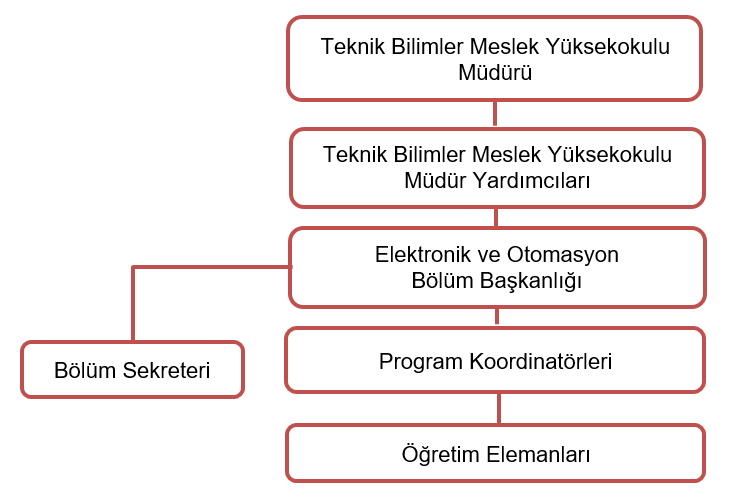 Teknik Bilimler Meslek Yüksekokulu
Müdürü
Teknik Bilimler Meslek Yüksekokulu
Müdür Yardımcıları
Elektronik ve Otomasyon
Bölüm Başkanlığı
Bölüm Sekreteri
Program Koordinatörleri
Öğretim Elemanları